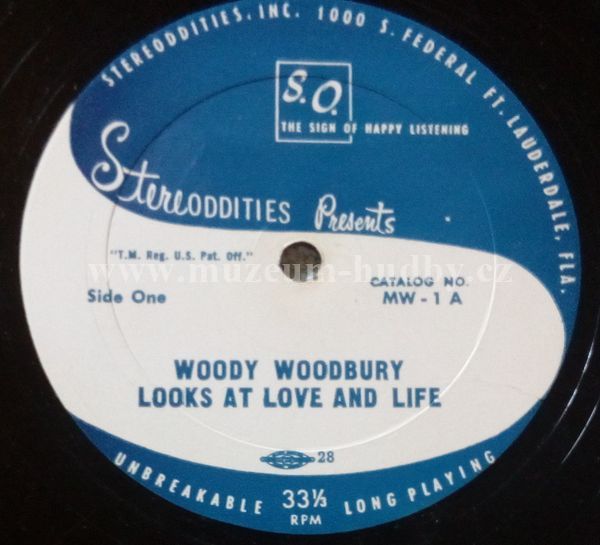 STEREODDITIES, INC. 1000 S. FEDERAL FT. LAUDERDALE, FLA.
S.O.
THE SIGN OF HAPPY LISTENING
StereODDITIES Presents
"T.M. Reg. U.S. Pat. Off."
www.muzeum-hudby.cz
Side One
CATALOG NO.
MW - 1 A
WOODY WOODBURY
LOOKS AT LOVE AND LIFE
28
UNBREAKABLE 33⅓ LONG PLAYING
RPM